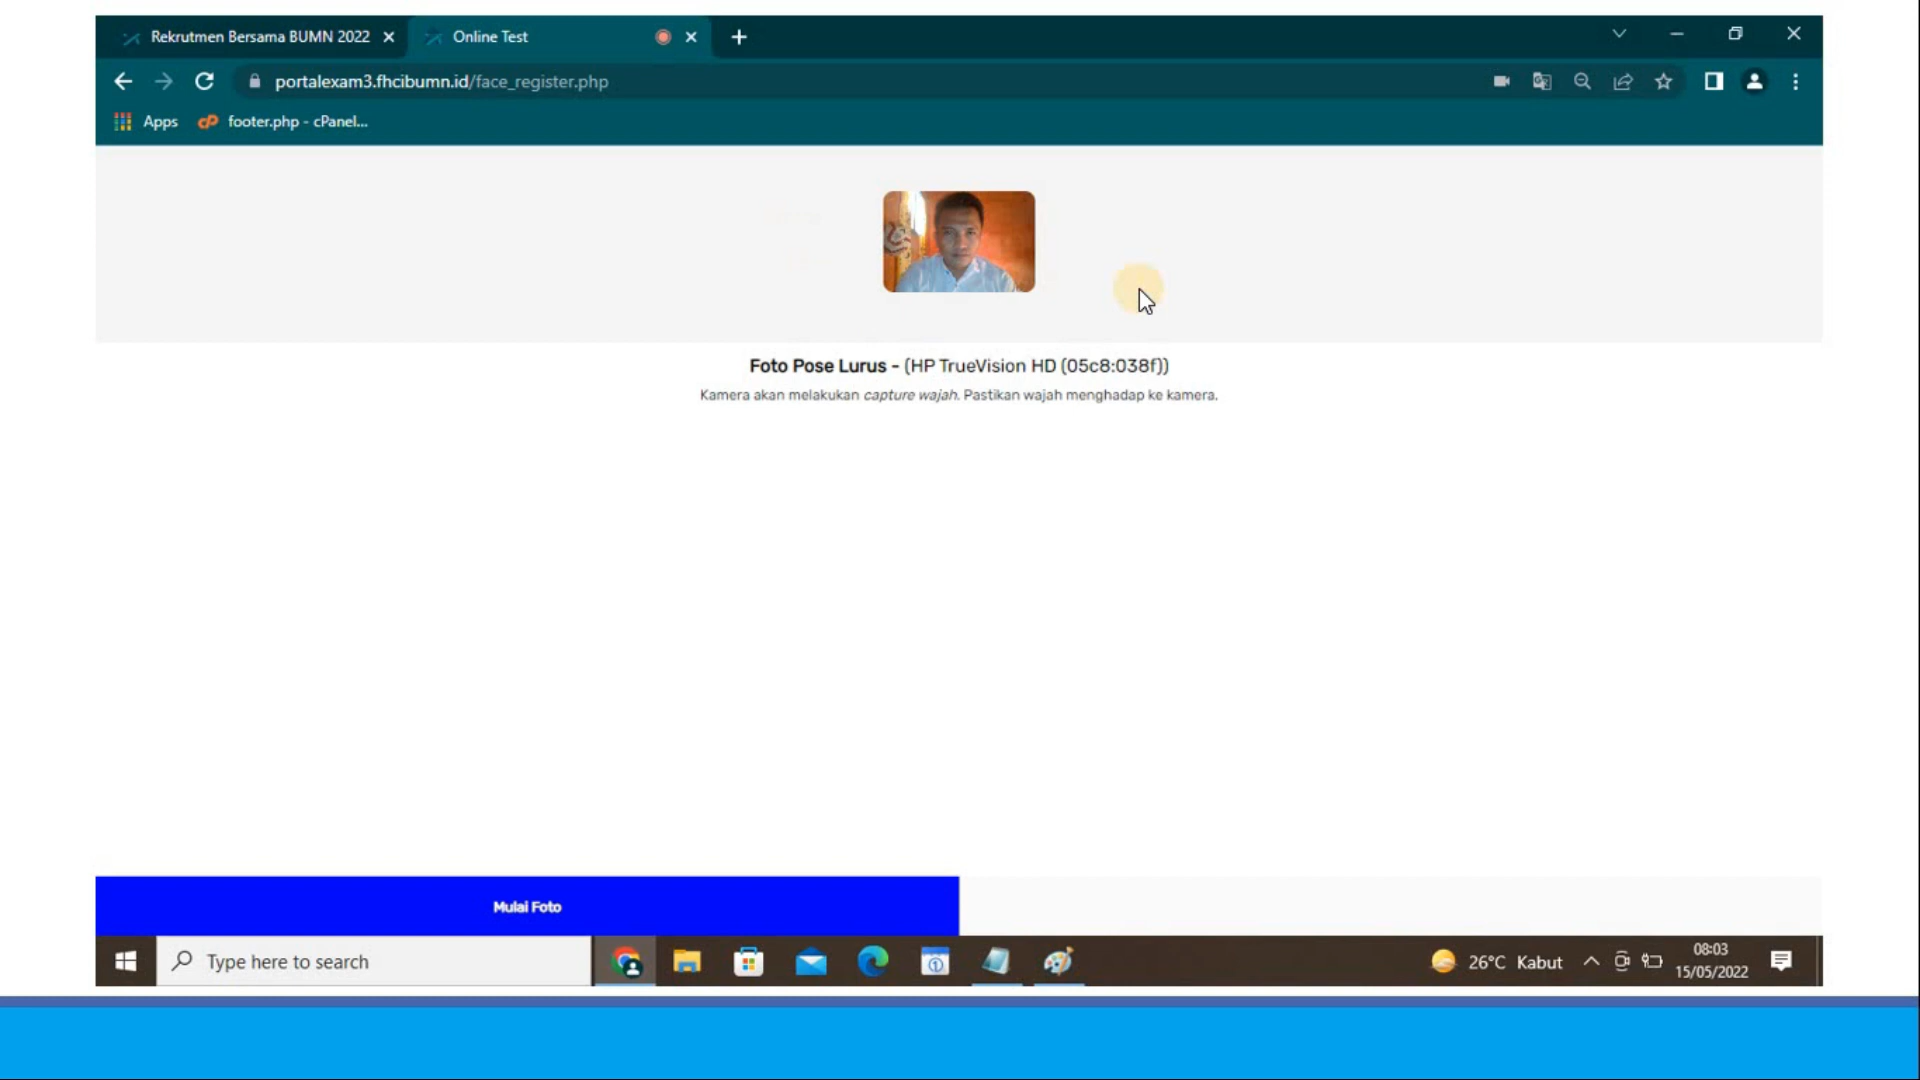 Rekrutmen Bersama BUMN 2022
Online Test
portalexam3.fhcibumn.id/face_register.php
Apps
footer.php - cPanel...
Foto Pose Lurus - (HP TrueVision HD (05c8:038f))
Kamera akan melakukan capture wajah. Pastikan wajah menghadap ke kamera.
Mulai Foto
Type here to search
26°C Kabut
08:03
15/05/2022